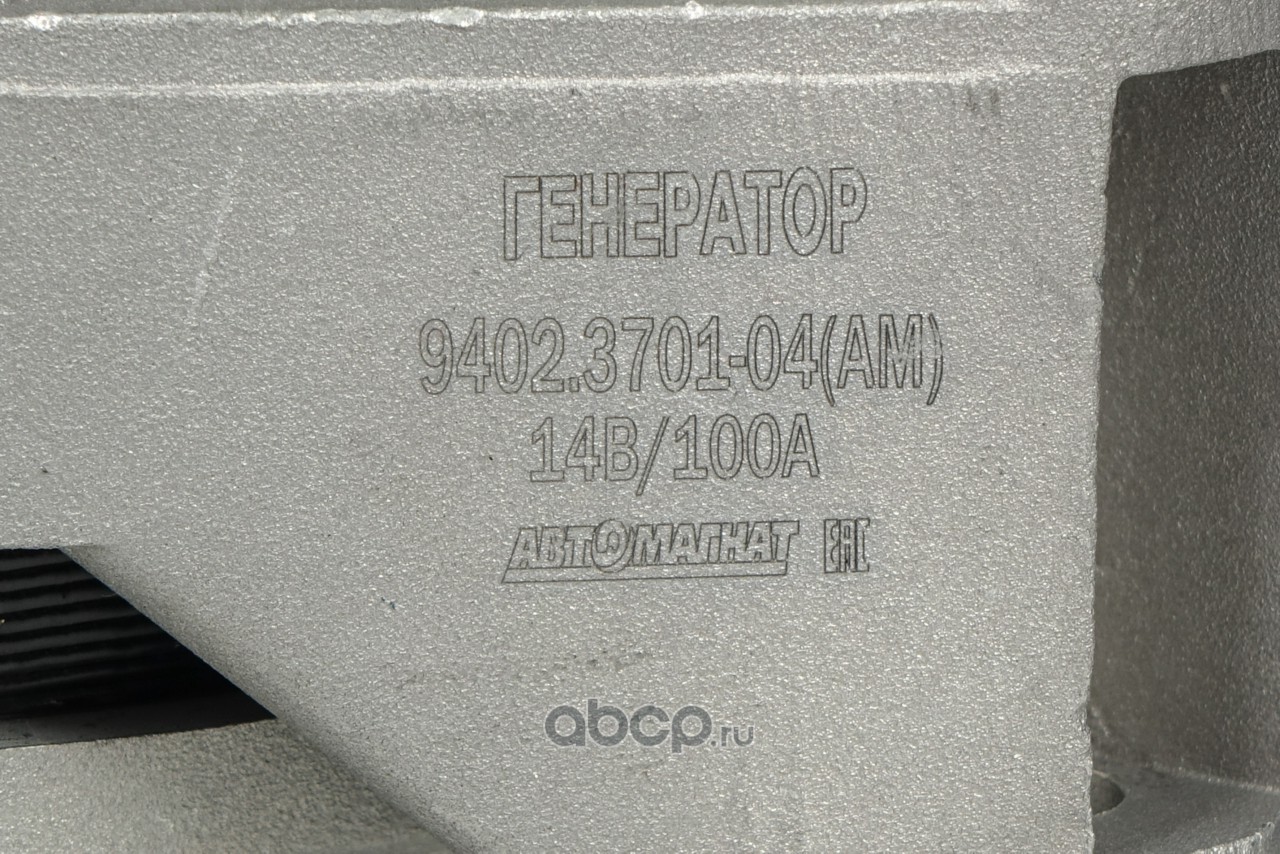 ГЕНЕРАТОР
9402.3701-04(АМ)
14В/100А
АВТОМАГНАТ ЕАС
abcp.ru